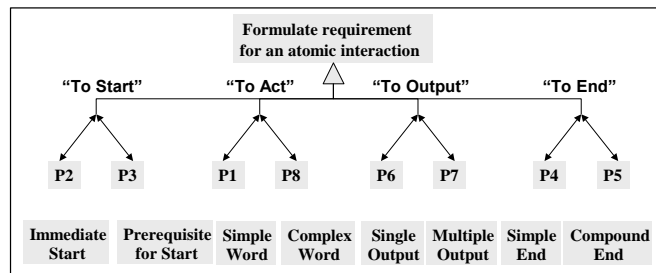 Formulate requirement
for an atomic interaction
“To Start” “To Act” “To Output” “To End”
P2 P3 P1 P8 P6 P7 P4 P5
Immediate Prerequisite Simple Complex Single Multiple Simple Compound
Start for Start Word Word Output Output End End